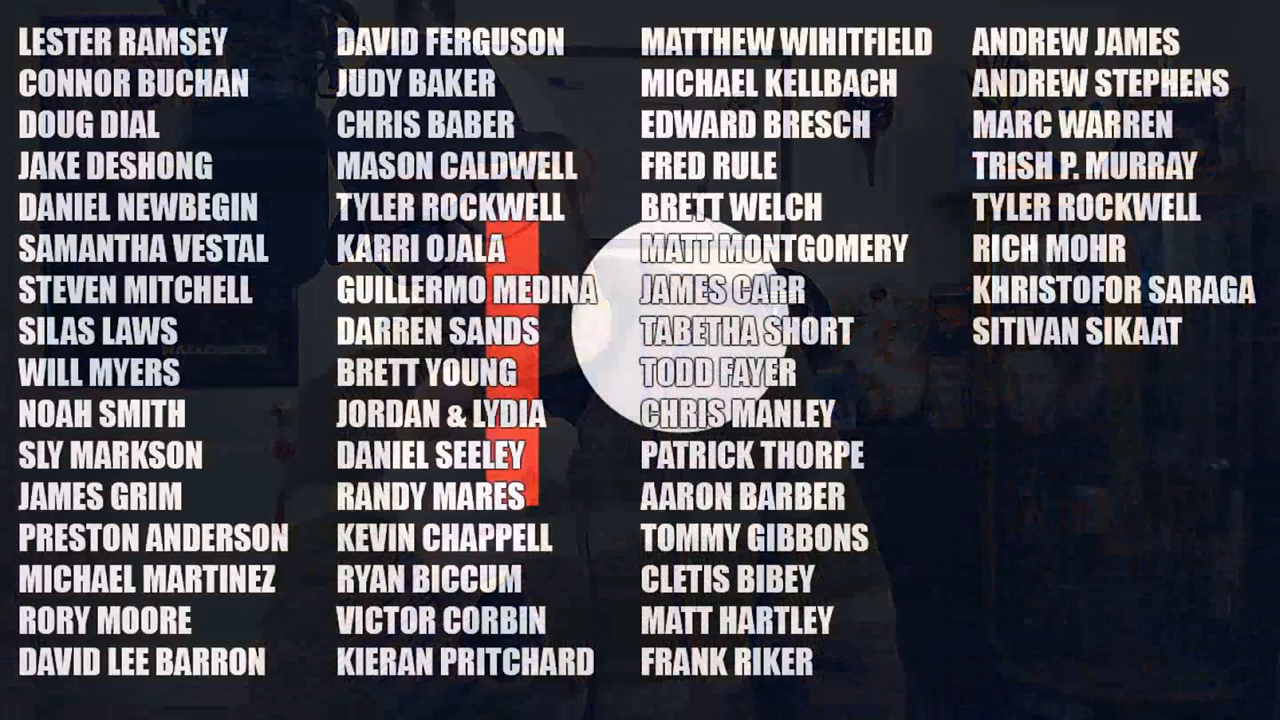 LESTER RAMSEY
CONNOR BUCHAN
DOUG DIAL
JAKE DESHONG
DANIEL NEWBEGIN
SAMANTHA VESTAL
STEVEN MITCHELL
SILAS LAWS
WILL MYERS
NOAH SMITH
SLY MARKSON
JAMES GRIM
PRESTON ANDERSON
MICHAEL MARTINEZ
RORY MOORE
DAVID LEE BARRON
DAVID FERGUSON
JUDY BAKER
CHRIS BABER
MASON CALDWELL
TYLER ROCKWELL
KARRI OJALA
GUILLERMO MEDINA
DARREN SANDS
BRETT YOUNG
JORDAN & LYDIA
DANIEL SEELEY
RANDY MARES
KEVIN CHAPPELL
RYAN BICCUM
VICTOR CORBIN
KIERAN PRITCHARD
MATTHEW WIHITFIELD
MICHAEL KELLBACH
EDWARD BRESCH
FRED RULE
BRETT WELCH
MATT MONTGOMERY
JAMES CARR
TABETHA SHORT
TODD FAYER
CHRIS MANLEY
PATRICK THORPE
AARON BARBER
TOMMY GIBBONS
CLETIS BIBEY
MATT HARTLEY
FRANK RIKER
ANDREW JAMES
ANDREW STEPHENS
MARC WARREN
TRISH P. MURRAY
TYLER ROCKWELL
RICH MOHR
KHRISTOFOR SARAGA
SITIVAN SIKAAT